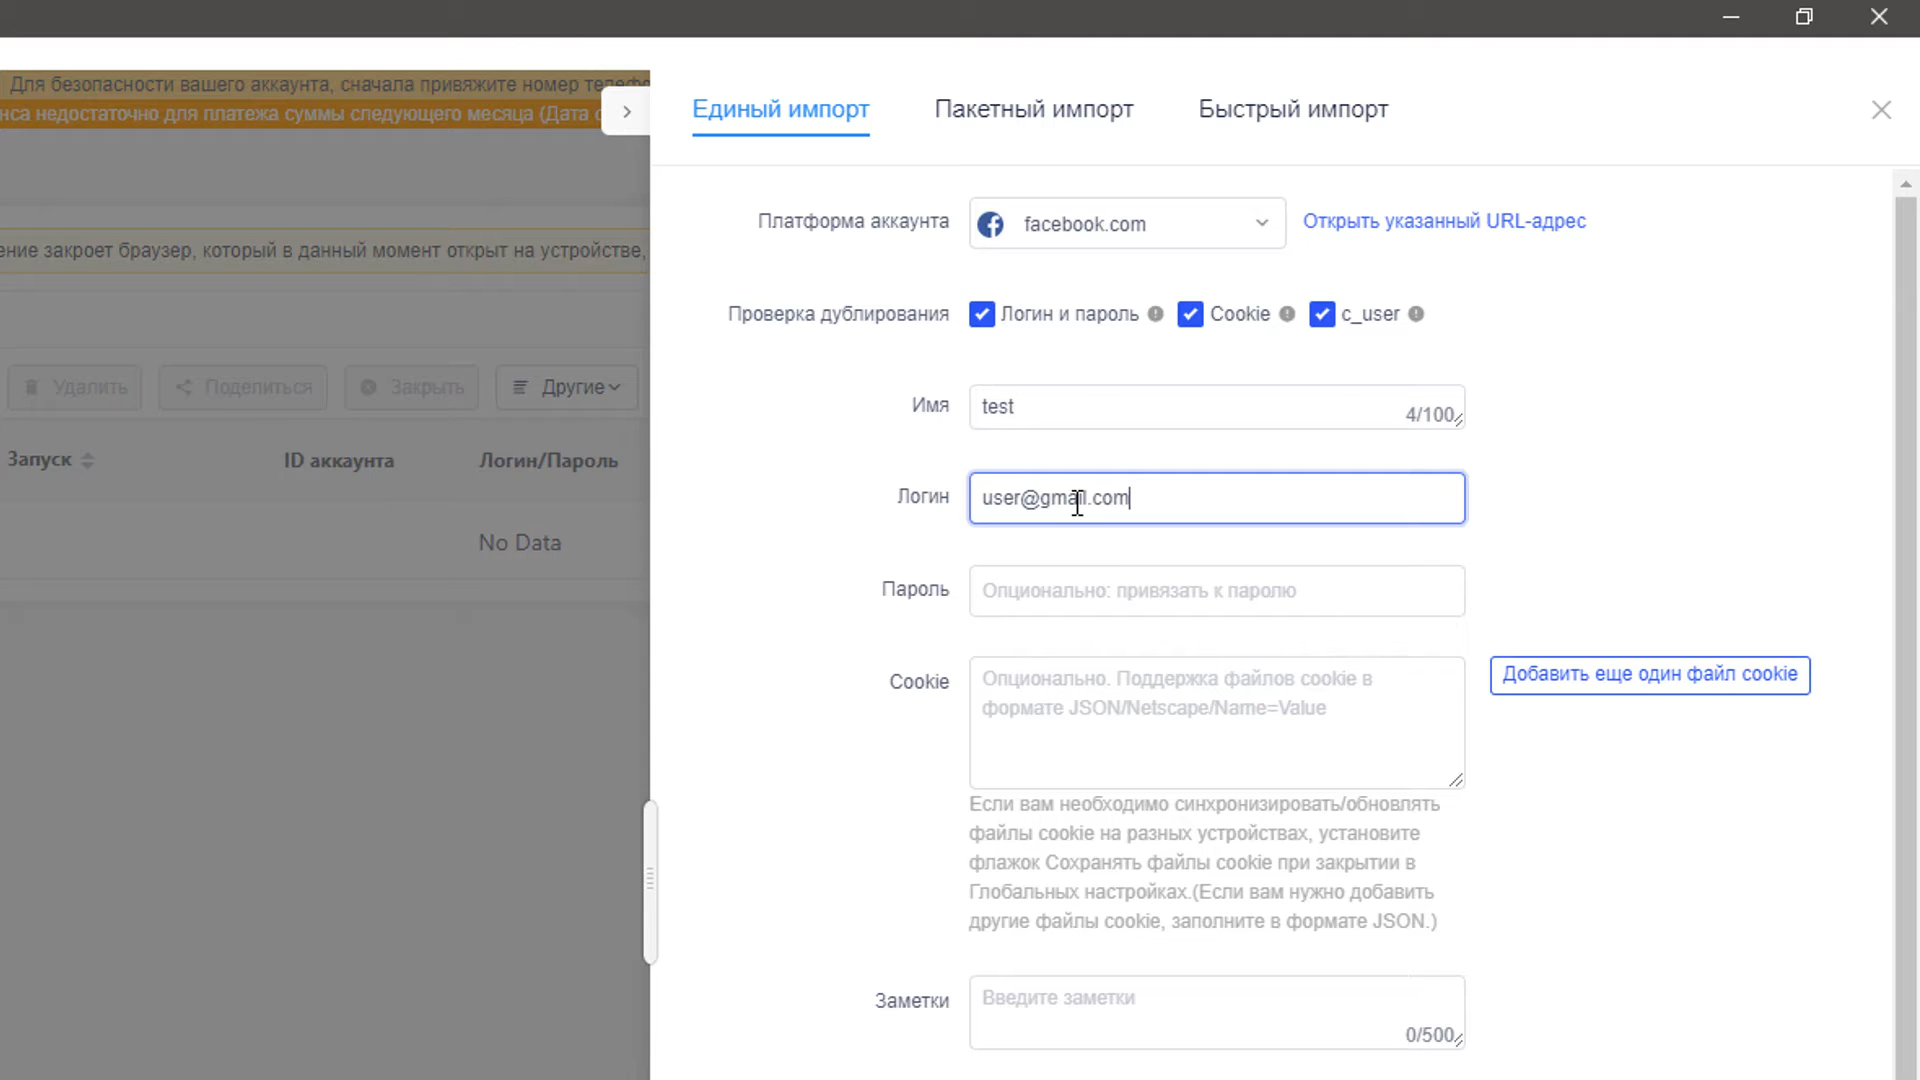 Для безопасности вашего аккаунта, сначала привяжите номер
недостаточно для платежа суммы следующего месяца (Дата
Единый импорт Пакетный импорт Быстрый импорт
Платформа аккаунта facebook.com Открыть указанный URL-адрес
закроет браузер, который в данный момент открыт на устройстве,
Проверка дублирования Логин и пароль Cookie c_user
Удалить Поделиться Закрыть Другие
Имя test 4/100
Запуск ID аккаунта Логин/Пароль
Логин user@gmail.com
No Data
Пароль Опционально: привязать к паролю
Cookie Опционально. Поддержка файлов cookie в
формате JSON/Netscape/Name=Value
Добавить еще один файл cookie
Если вам необходимо синхронизировать/обновлять
файлы cookie на разных устройствах, установите
флажок Сохранять файлы cookie при закрытии в
Глобальных настройках.(Если вам нужно добавить
другие файлы cookie, заполните в формате JSON.)
Заметки Введите заметки
0/500